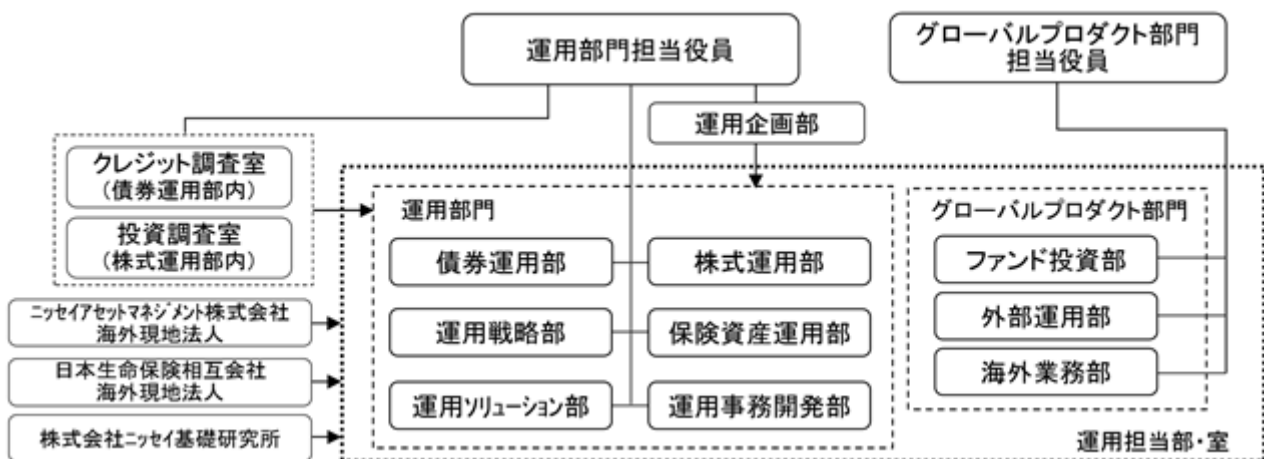 運用部門担当役員
グローバルプロダクト部門
担当役員
運用企画部
クレジット調査室
(債券運用部内)
投資調査室
(株式運用部内)
ニッセイアセットマネジメント株式会社
海外現地法人
日本生命保険相互会社
海外現地法人
株式会社ニッセイ基礎研究所
運用部門
債券運用部
株式運用部
運用戦略部
保険資産運用部
運用ソリューション部
運用事務開発部
グローバルプロダクト部門
ファンド投資部
外部運用部
海外業務部
運用担当部・室